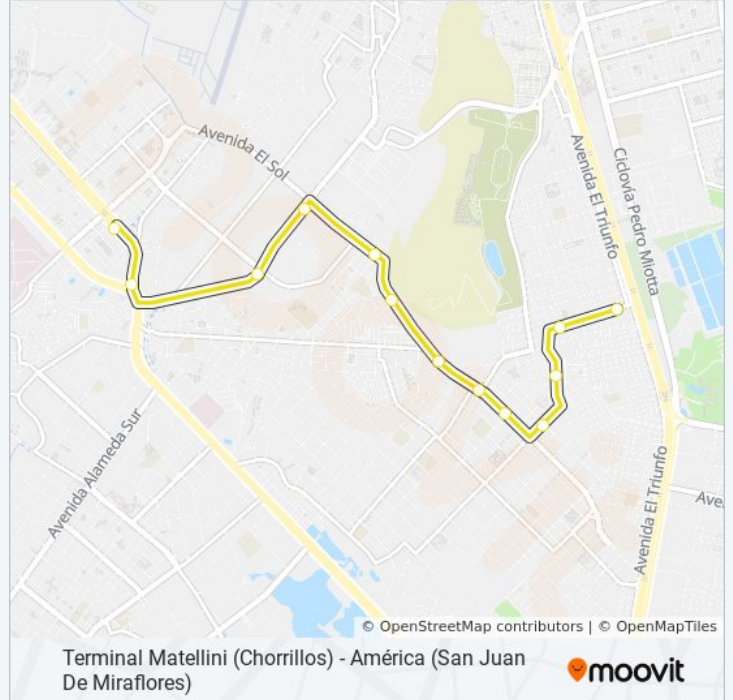 Avenida El Sol
Avenida El Triunfo
Ciclovía Pedro Miotta
Avenida Alameda Sur
Avenida El Triunfo
Ave
© OpenStreetMap contributors | © OpenMapTiles
Terminal Matellini (Chorrillos) - América (San Juan
De Miraflores)
moovit